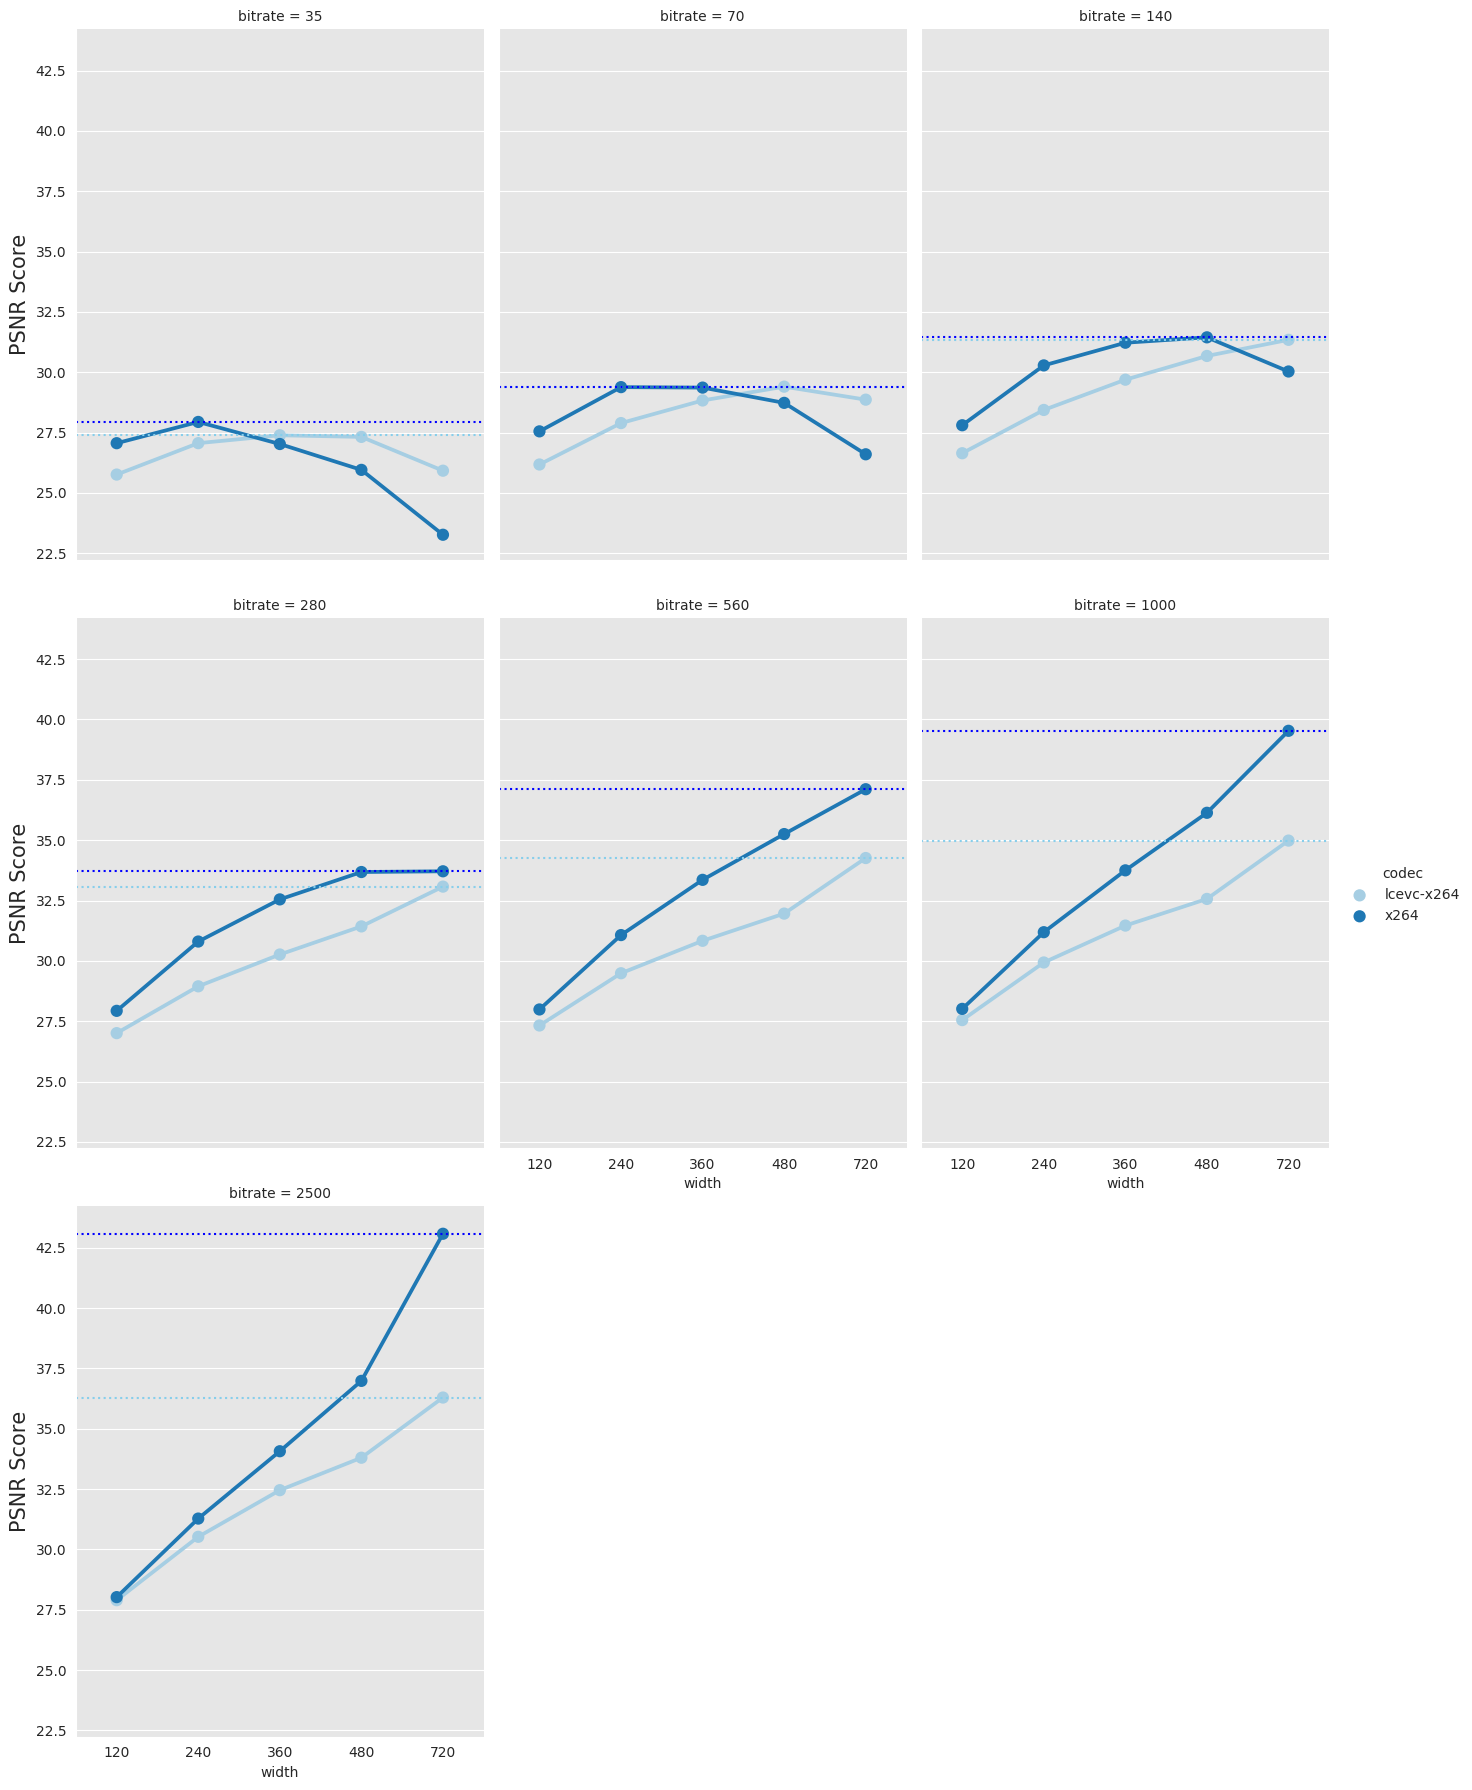 bitrate = 35
bitrate = 70
bitrate = 140
42.5
40.0
37.5
35.0
32.5
30.0
27.5
25.0
22.5
PSNR Score
bitrate = 280
bitrate = 560
bitrate = 1000
42.5
40.0
37.5
35.0
32.5
30.0
27.5
25.0
22.5
PSNR Score
120 240 360 480 720
width
120 240 360 480 720
width
codec
lcevc-x264
x264
bitrate = 2500
42.5
40.0
37.5
35.0
32.5
30.0
27.5
25.0
22.5
PSNR Score
120 240 360 480 720
width